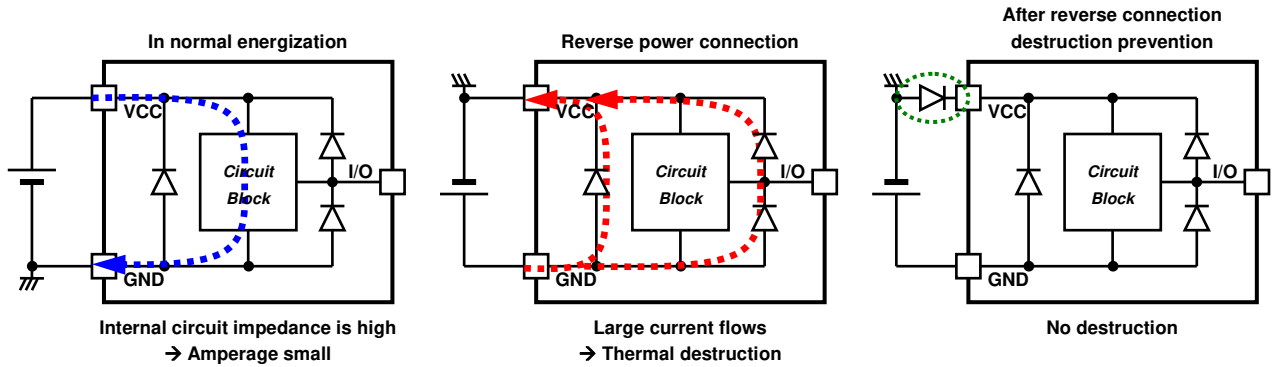 In normal energization
VCC
Circuit
Block
I/O
GND
Internal circuit impedance is high
→ Amperage small
Reverse power connection
VCC
Circuit
Block
I/O
GND
Large current flows
→ Thermal destruction
After reverse connection
destruction prevention
VCC
Circuit
Block
I/O
GND
No destruction